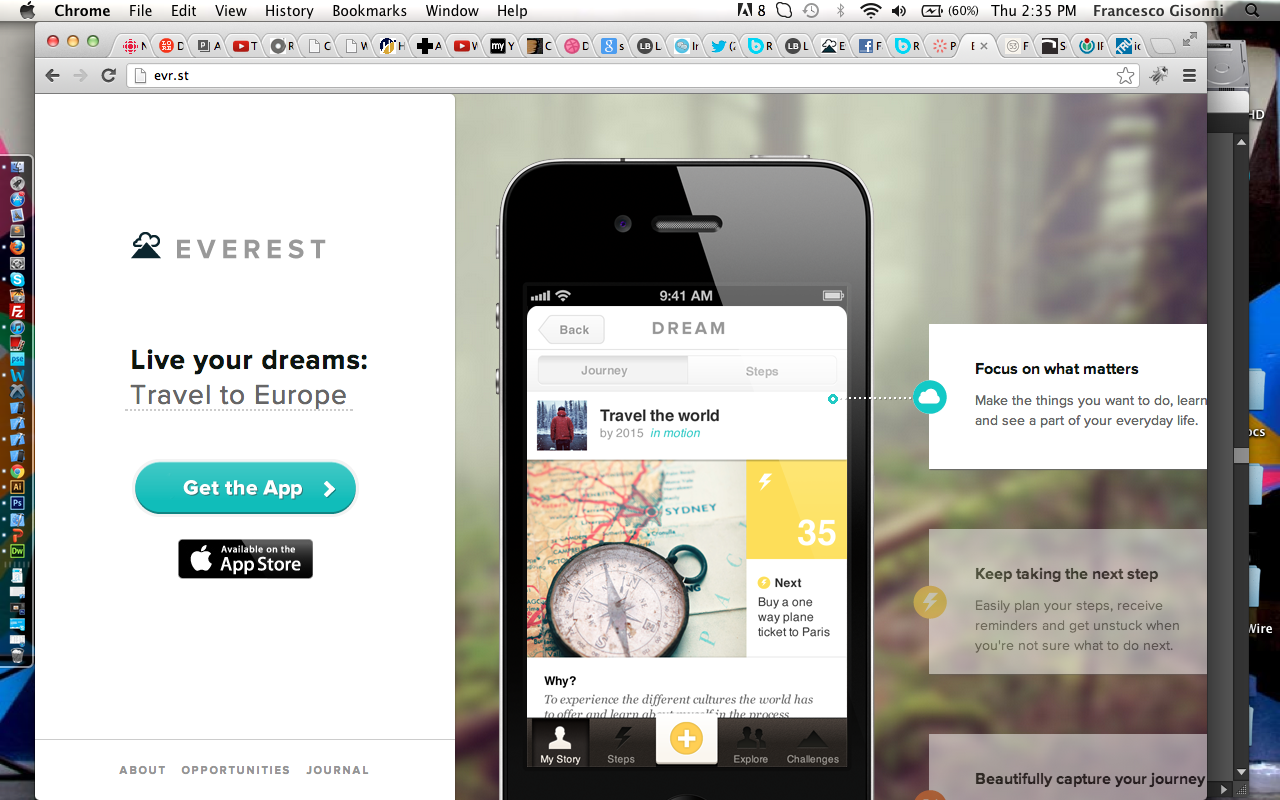 Chrome File Edit View History Bookmarks Window Help 8 (60%) Thu 2:35 PM Francesco Gisonni
evr.st
EVEREST
Live your dreams:
Travel to Europe
Get the App
Available on the
App Store
ABOUT OPPORTUNITIES JOURNAL
9:41 AM
Back DREAM
Journey Steps
Travel the world
by 2015 in motion
SYDNEY
35
Next
Buy a one
way plane
ticket to Paris
Why?
To experience the different cultures the world has
to offer and learn about myself in the process
My Story Steps Explore Challenges
Focus on what matters
Make the things you want to do, learn
and see a part of your everyday life.
Keep taking the next step
Easily plan your steps, receive
reminders and get unstuck when
you're not sure what to do next.
Beautifully capture your journey